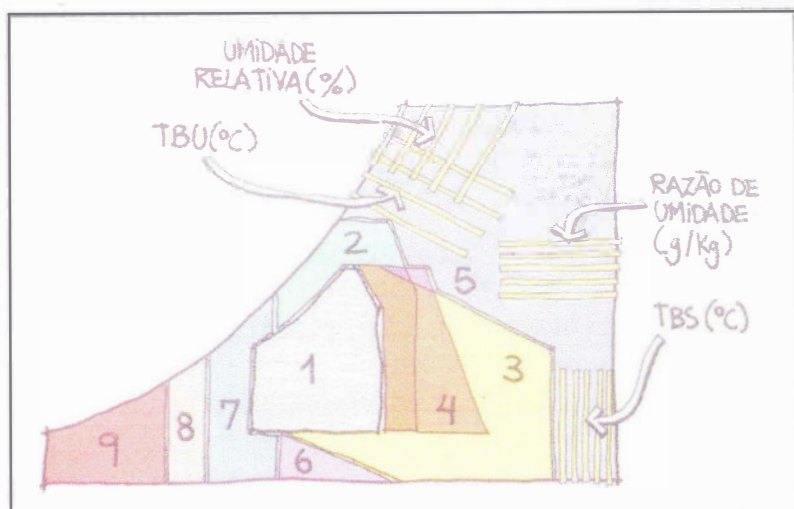 UMIDADE
RELATIVA (%)
TBU (°C)
RAZÃO DE
UMIDADE
(g/Kg)
TBS (°C)
2
5
1
3
4
7
8
9
6